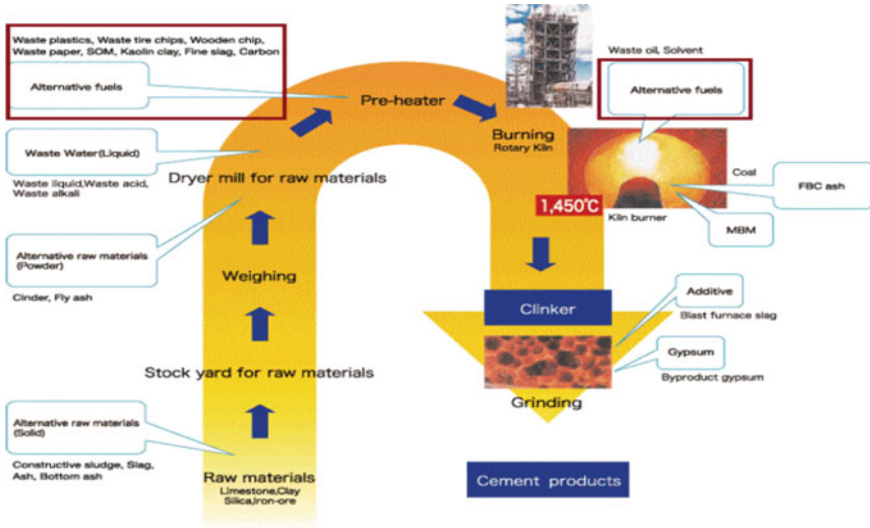 Waste plastics, Waste tire chips, Wooden chip,
Waste paper, SOM, Kaolin clay, Fine slag, Carbon
Alternative fuels
Pre-heater
Waste oil, Solvent
Alternative fuels
Burning
Rotary Kiln
Waste Water(Liquid)
Waste liquid,Waste acid,
Waste alkali
Dryer mill for raw materials
Coal
FBC ash
1,450℃
Kiln burner
MBM
Alternative raw materials
(Powder)
Cinder, Fly ash
Weighing
Clinker
Additive
Blast furnace slag
Gypsum
Byproduct gypsum
Stock yard for raw materials
Grinding
Alternative raw materials
(Solid)
Constructive sludge, Slag,
Ash, Bottom ash
Raw materials
Limestone,Clay
Silica,Iron-ore
Cement products